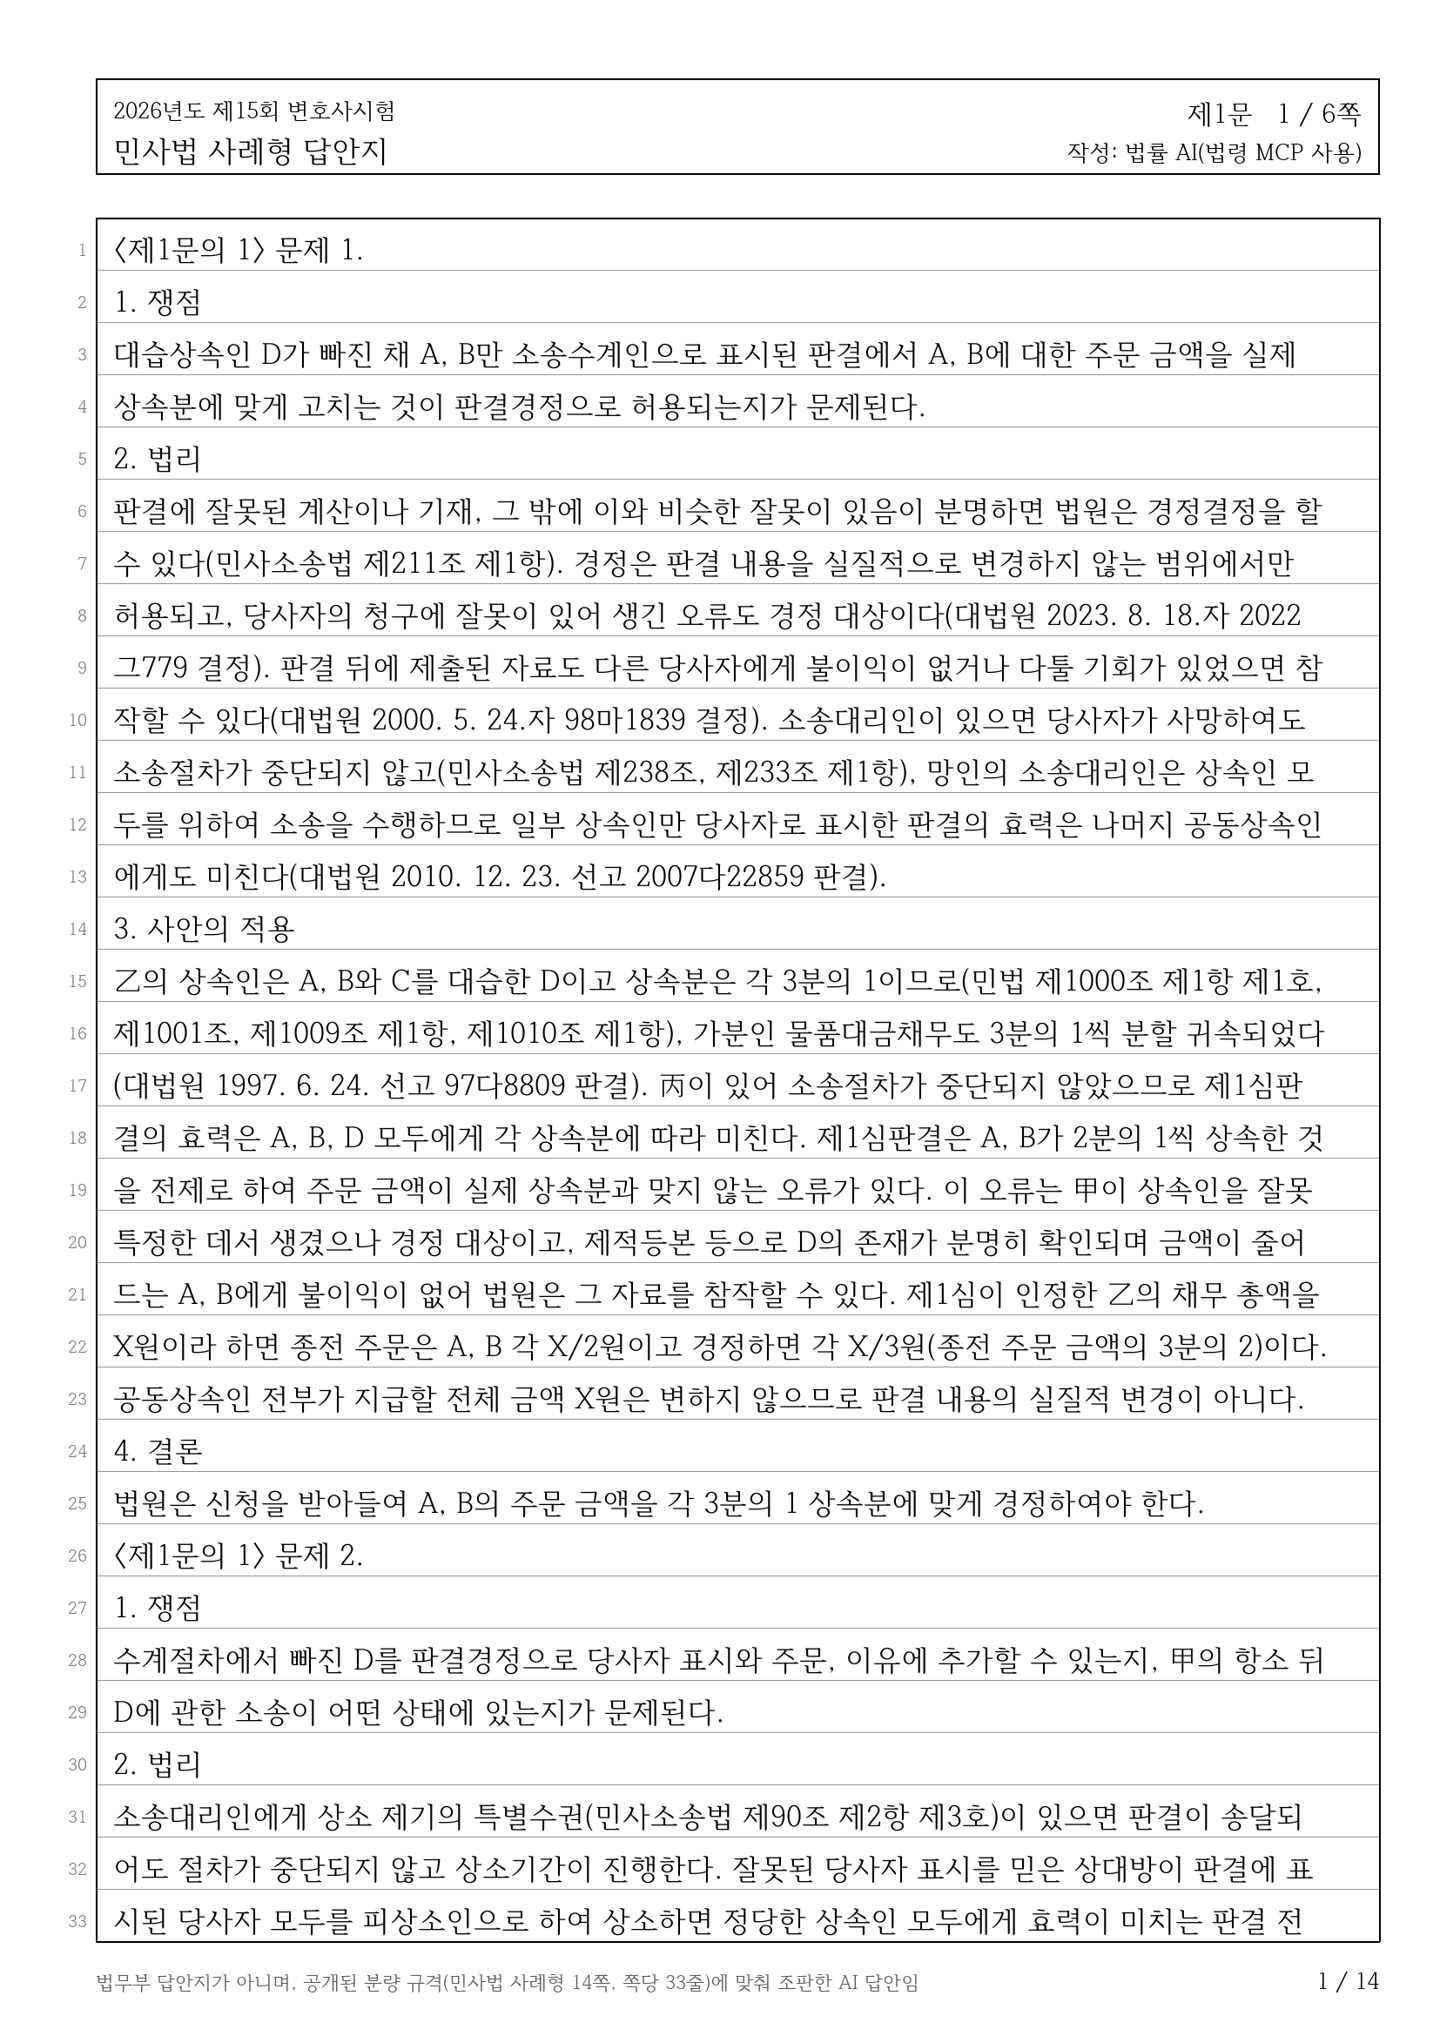 2026년도 제15회 변호사시험
민사법 사례형 답안지
제1문 1 / 6쪽
작성: 법률 AI(법령 MCP 사용)
1 〈제1문의 1〉 문제 1.
2 1. 쟁점
3 대습상속인 D가 빠진 채 A, B만 소송수계인으로 표시된 판결에서 A, B에 대한 주문 금액을 실제
4 상속분에 맞게 고치는 것이 판결경정으로 허용되는지가 문제된다.
5 2. 법리
6 판결에 잘못된 계산이나 기재, 그 밖에 이와 비슷한 잘못이 있음이 분명하면 법원은 경정결정을 할
7 수 있다(민사소송법 제211조 제1항). 경정은 판결 내용을 실질적으로 변경하지 않는 범위에서만
8 허용되고, 당사자의 청구에 잘못이 있어 생긴 오류도 경정 대상이다(대법원 2023. 8. 18.자 2022
9 그779 결정). 판결 뒤에 제출된 자료도 다른 당사자에게 불이익이 없거나 다툴 기회가 있었으면 참
10 작할 수 있다(대법원 2000. 5. 24.자 98마1839 결정). 소송대리인이 있으면 당사자가 사망하여도
11 소송절차가 중단되지 않고(민사소송법 제238조, 제233조 제1항), 망인의 소송대리인은 상속인 모
12 두를 위하여 소송을 수행하므로 일부 상속인만 당사자로 표시한 판결의 효력은 나머지 공동상속인
13 에게도 미친다(대법원 2010. 12. 23. 선고 2007다22859 판결).
14 3. 사안의 적용
15 乙의 상속인은 A, B와 C를 대습한 D이고 상속분은 각 3분의 1이므로(민법 제1000조 제1항 제1호,
16 제1001조, 제1009조 제1항, 제1010조 제1항), 가분인 물품대금채무도 3분의 1씩 분할 귀속되었다
17 (대법원 1997. 6. 24. 선고 97다8809 판결). 丙이 있어 소송절차가 중단되지 않았으므로 제1심판
18 결의 효력은 A, B, D 모두에게 각 상속분에 따라 미친다. 제1심판결은 A, B가 2분의 1씩 상속한 것
19 을 전제로 하여 주문 금액이 실제 상속분과 맞지 않는 오류가 있다. 이 오류는 甲이 상속인을 잘못
20 특정한 데서 생겼으나 경정 대상이고, 제적등본 등으로 D의 존재가 분명히 확인되며 금액이 줄어
21 드는 A, B에게 불이익이 없어 법원은 그 자료를 참작할 수 있다. 제1심이 인정한 乙의 채무 총액을
22 X원이라 하면 종전 주문은 A, B 각 X/2원이고 경정하면 각 X/3원(종전 주문 금액의 3분의 2)이다.
23 공동상속인 전부가 지급할 전체 금액 X원은 변하지 않으므로 판결 내용의 실질적 변경이 아니다.
24 4. 결론
25 법원은 신청을 받아들여 A, B의 주문 금액을 각 3분의 1 상속분에 맞게 경정하여야 한다.
26 〈제1문의 1〉 문제 2.
27 1. 쟁점
28 수계절차에서 빠진 D를 판결경정으로 당사자 표시와 주문, 이유에 추가할 수 있는지, 甲의 항소 뒤
29 D에 관한 소송이 어떤 상태에 있는지가 문제된다.
30 2. 법리
31 소송대리인에게 상소 제기의 특별수권(민사소송법 제90조 제2항 제3호)이 있으면 판결이 송달되
32 어도 절차가 중단되지 않고 상소기간이 진행한다. 잘못된 당사자 표시를 믿은 상대방이 판결에 표
33 시된 당사자 모두를 피상소인으로 하여 상소하면 정당한 상속인 모두에게 효력이 미치는 판결 전
법무부 답안지가 아니며, 공개된 분량 규격(민사법 사례형 14쪽, 쪽당 33줄)에 맞춰 조판한 AI 답안임
1 / 14